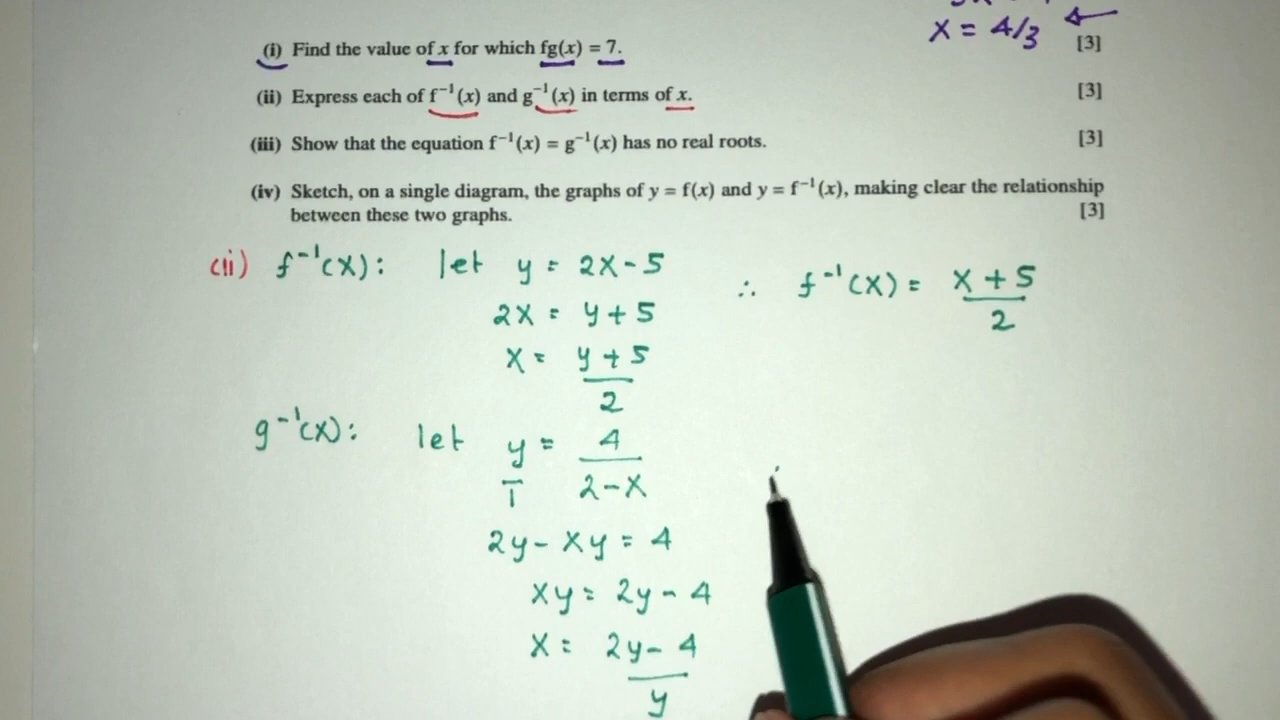 x = 4/3
(i) Find the value of x for which fg(x) = 7. [3]
(ii) Express each of f⁻¹(x) and g⁻¹(x) in terms of x. [3]
(iii) Show that the equation f⁻¹(x) = g⁻¹(x) has no real roots. [3]
(iv) Sketch, on a single diagram, the graphs of y = f(x) and y = f⁻¹(x), making clear the relationship
between these two graphs. [3]
(ii) f⁻¹(x): let y = 2x - 5
2x = y + 5
x = y + 5
2
∴ f⁻¹(x) = x + 5
2
g⁻¹(x): let y = 4
1 2 - x
2y - xy = 4
xy = 2y - 4
x = 2y - 4
y